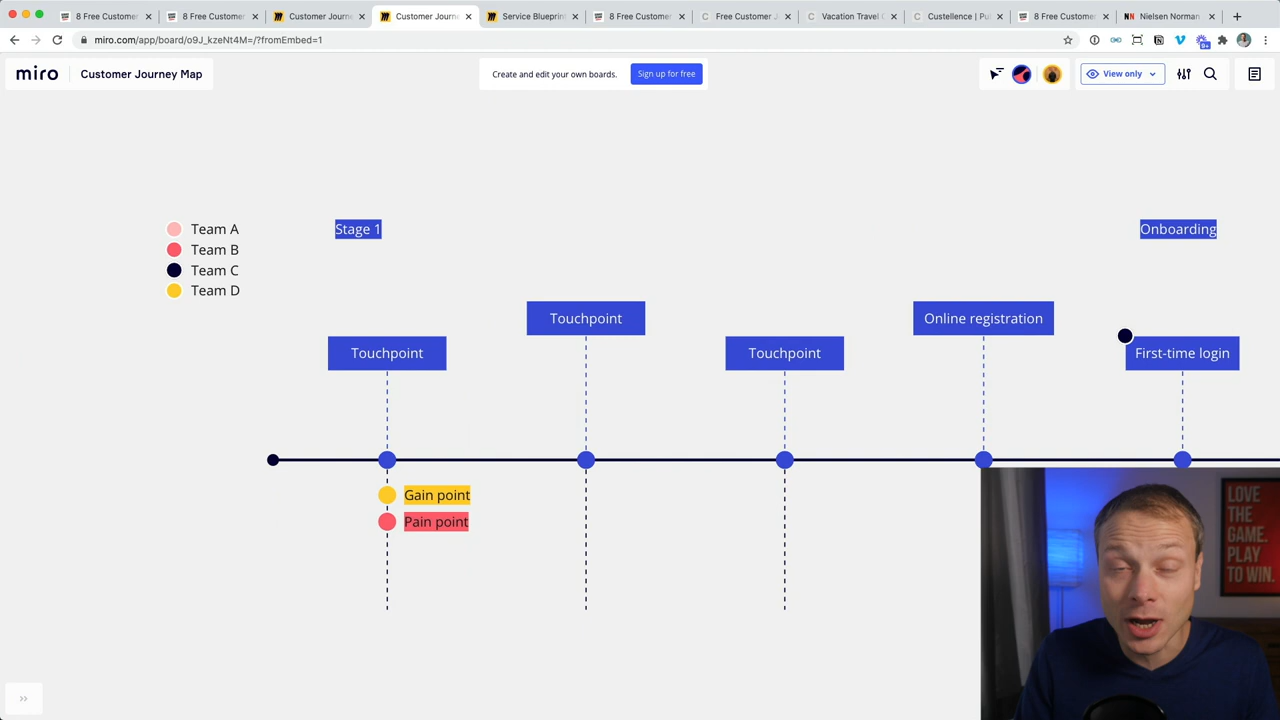 8 Free Customer
8 Free Customer
Customer Journe
Customer Journe
Service Blueprint
8 Free Customer
Free Customer J
Vacation Travel C
Custellence | Pu
8 Free Customer
Nielsen Norman
miro.com/app/board/o9J_kzeNt4M=/?fromEmbed=1
miro
Customer Journey Map
Create and edit your own boards.
Sign up for free
View only
Team A
Team B
Team C
Team D
Stage 1
Onboarding
Touchpoint
Online registration
Touchpoint
Touchpoint
First-time login
Gain point
Pain point
LOVE
THE
GAME.
PLAY
TO WIN.